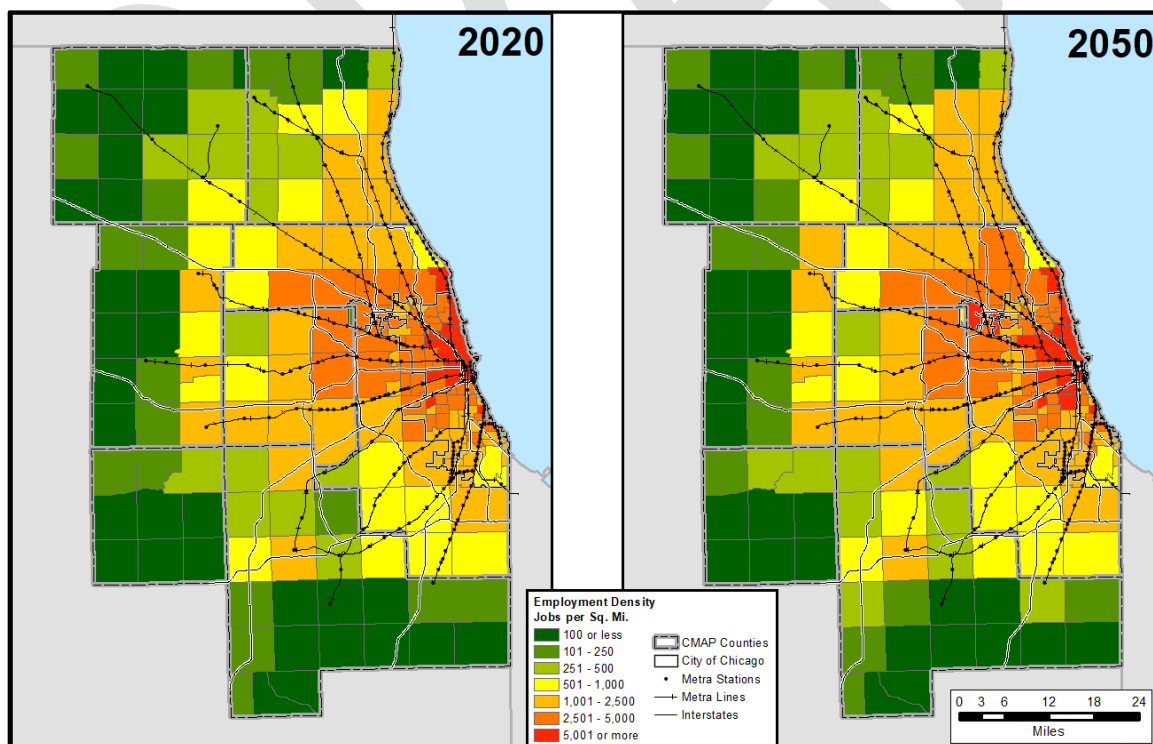 2020
2050
Employment Density
Jobs per Sq. Mi.
100 or less
101 - 250
251 - 500
501 - 1,000
1,001 - 2,500
2,501 - 5,000
5,001 or more
CMAP Counties
City of Chicago
Metra Stations
Metra Lines
Interstates
0 3 6 12 18 24
Miles